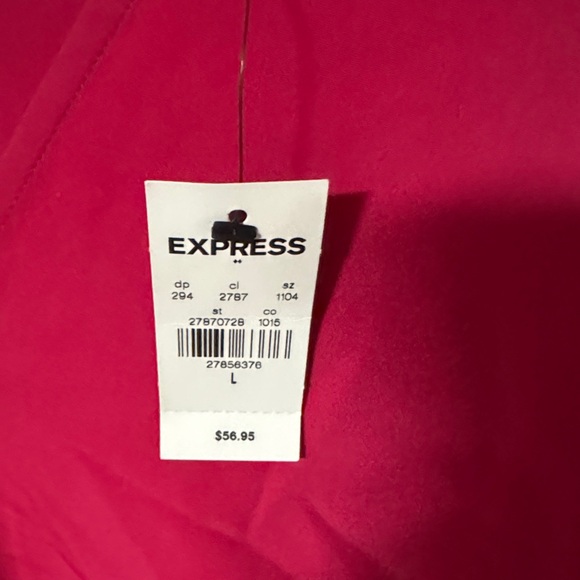 EXPRESS
dp cl sz
294 2787 1104
st co
27870728 1015
27856376
L
$56.95